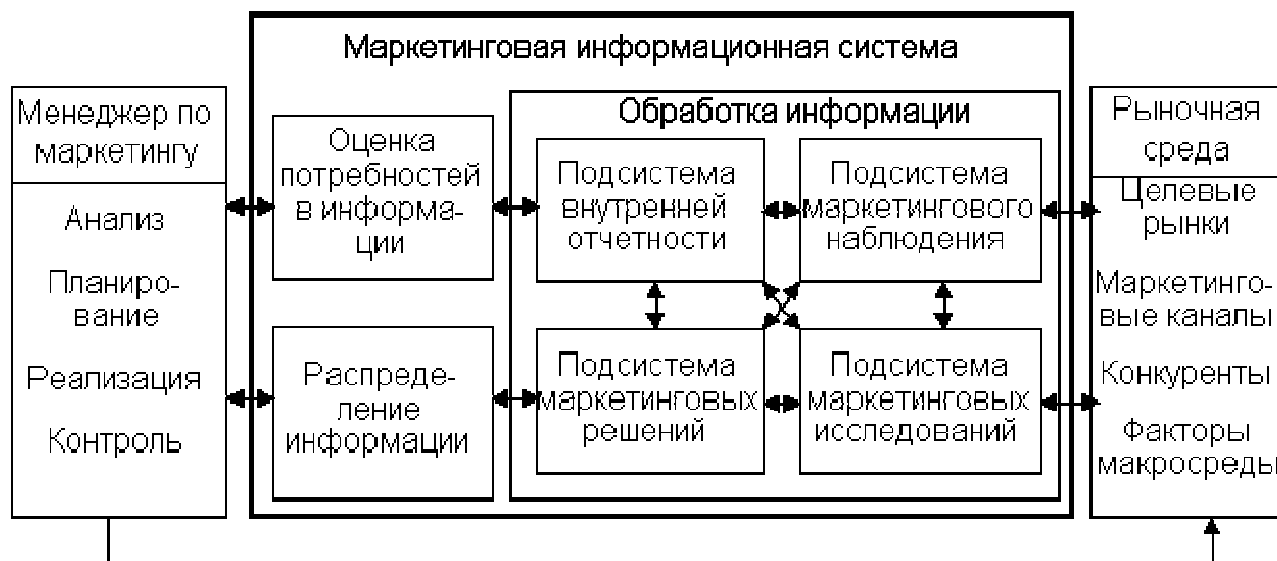 Маркетинговая информационная система
Менеджер по
маркетингу
Анализ
Планиро-
вание
Реализация
Контроль
Оценка
потребностей
в информа-
ции
Распреде-
ление
информации
Обработка информации
Подсистема
внутренней
отчетности
Подсистема
маркетингового
наблюдения
Подсистема
маркетинговых
решений
Подсистема
маркетинговых
исследований
Рыночная
среда
Целевые
рынки
Маркетинго-
вые каналы
Конкуренты
Факторы
макросреды